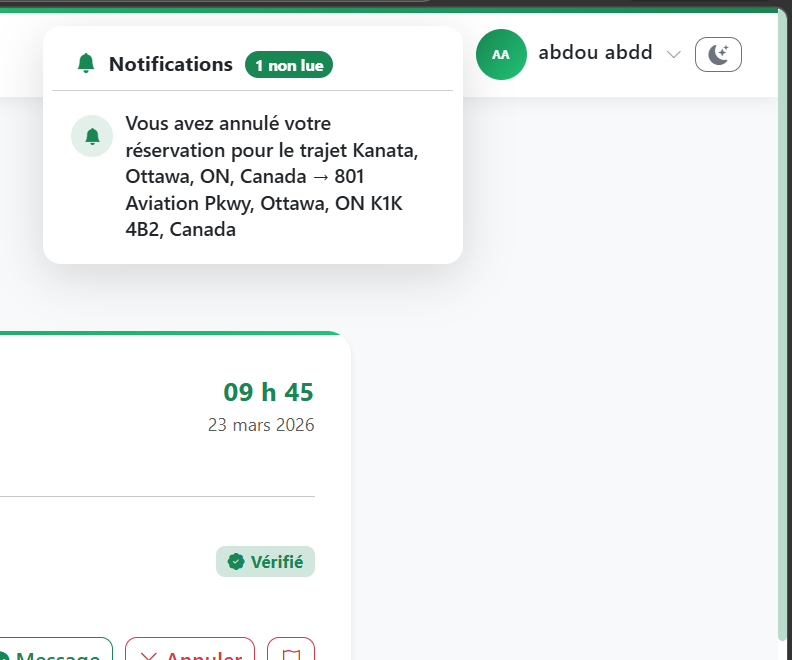 Notifications 1 non lue
AA abdou abdd
Vous avez annulé votre
réservation pour le trajet Kanata,
Ottawa, ON, Canada → 801
Aviation Pkwy, Ottawa, ON K1K
4B2, Canada
09 h 45
23 mars 2026
Vérifié
Message
Annuler